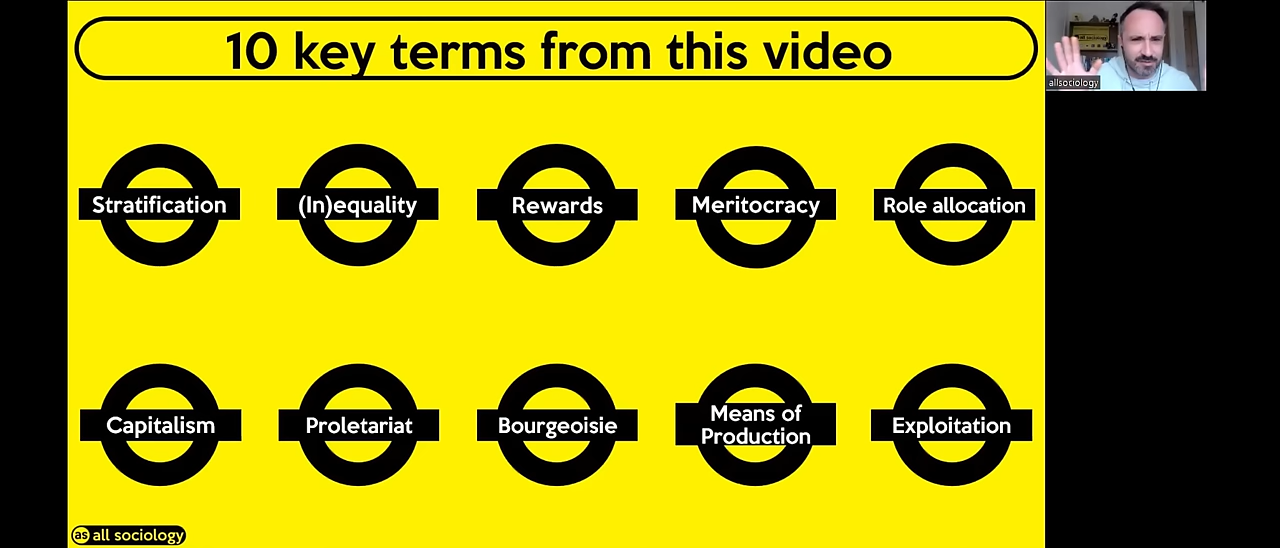 10 key terms from this video
allsociology
Stratification
(In)equality
Rewards
Meritocracy
Role allocation
Capitalism
Proletariat
Bourgeoisie
Means of
Production
Exploitation
as all sociology